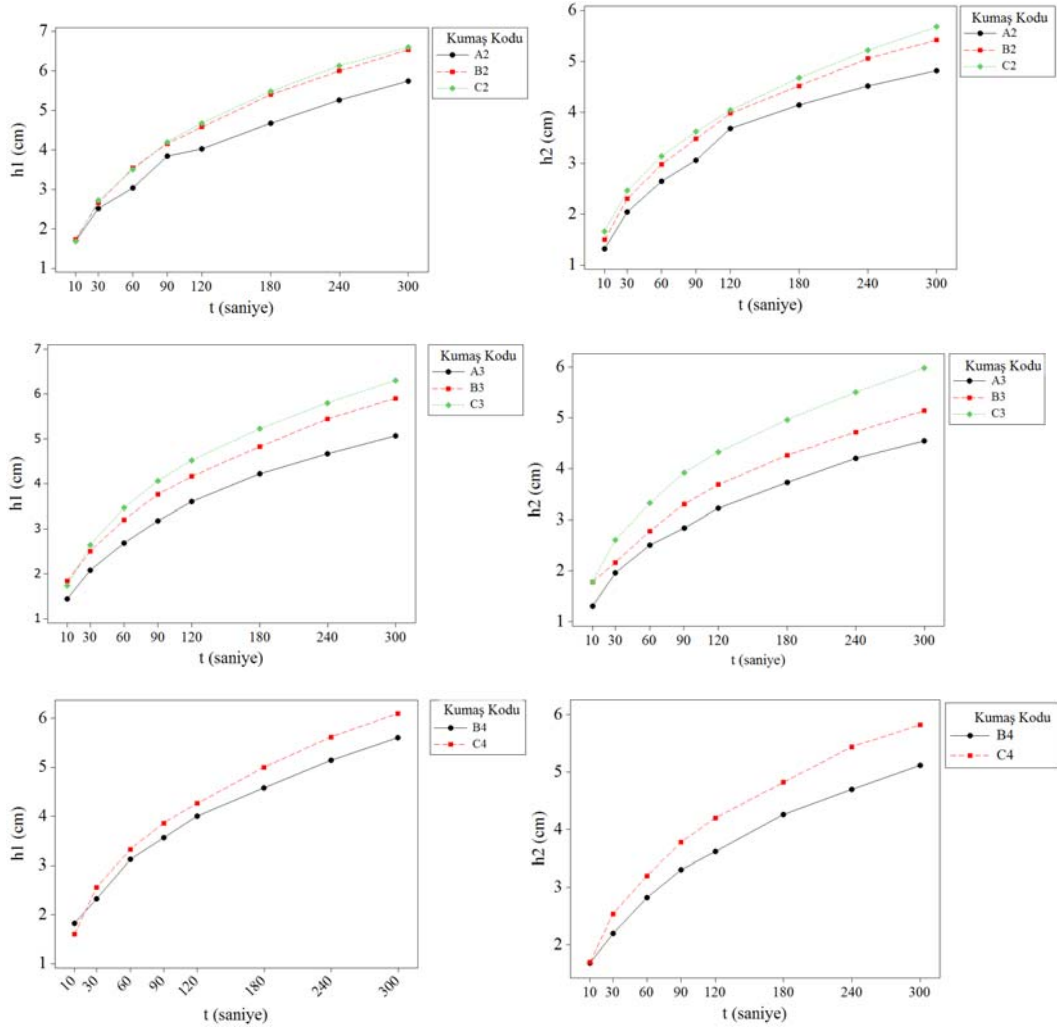 7
6
5
4
3
2
1
h1 (cm)
10 30 60 90 120 180 240 300
t (saniye)
Kumaş Kodu
A2
B2
C2
6
5
4
3
2
1
h2 (cm)
10 30 60 90 120 180 240 300
t (saniye)
Kumaş Kodu
A2
B2
C2
7
6
5
4
3
2
1
h1 (cm)
10 30 60 90 120 180 240 300
t (saniye)
Kumaş Kodu
A3
B3
C3
6
5
4
3
2
1
h2 (cm)
10 30 60 90 120 180 240 300
t (saniye)
Kumaş Kodu
A3
B3
C3
6
5
4
3
2
1
h1 (cm)
10 30 60 90 120 180 240 300
t (saniye)
Kumaş Kodu
B4
C4
6
5
4
3
2
h2 (cm)
10 30 60 90 120 180 240 300
t (saniye)
Kumaş Kodu
B4
C4